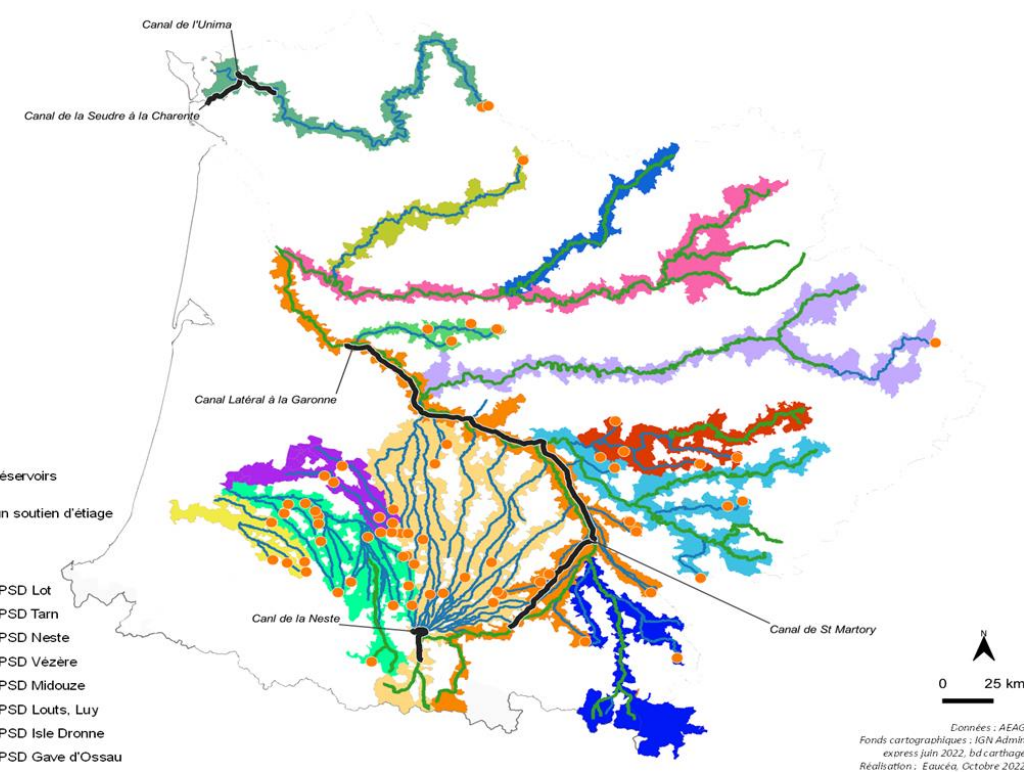 Canal de l'Unima
Canal de la Seudre à la Charente
Canal Latéral à la Garonne
éservoirs
n soutien d'étiage
PSD Lot
PSD Tarn
PSD Neste
PSD Vézère
PSD Midouze
PSD Louts, Luy
PSD Isle Dronne
PSD Gave d'Ossau
Canl de la Neste
Canal de St Martory
N
0 25 km
Données : AEAG
Fonds cartographiques : IGN Admin
express juin 2022, bd carthage
Réalisation : Eaucéa, Octobre 2022